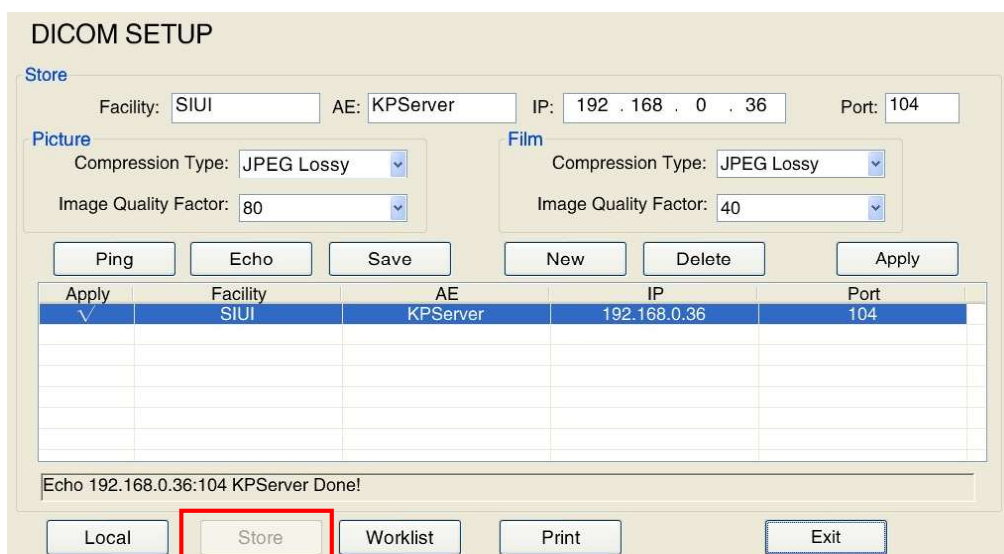 DICOM SETUP
Store
Facility: SIUI AE: KPServer IP: 192 . 168 . 0 . 36 Port: 104
Picture Film
Compression Type: JPEG Lossy Compression Type: JPEG Lossy
Image Quality Factor: 80 Image Quality Factor: 40
Ping Echo Save New Delete Apply
Apply Facility AE IP Port
√ SIUI KPServer 192.168.0.36 104
Echo 192.168.0.36:104 KPServer Done!
Local Store Worklist Print Exit